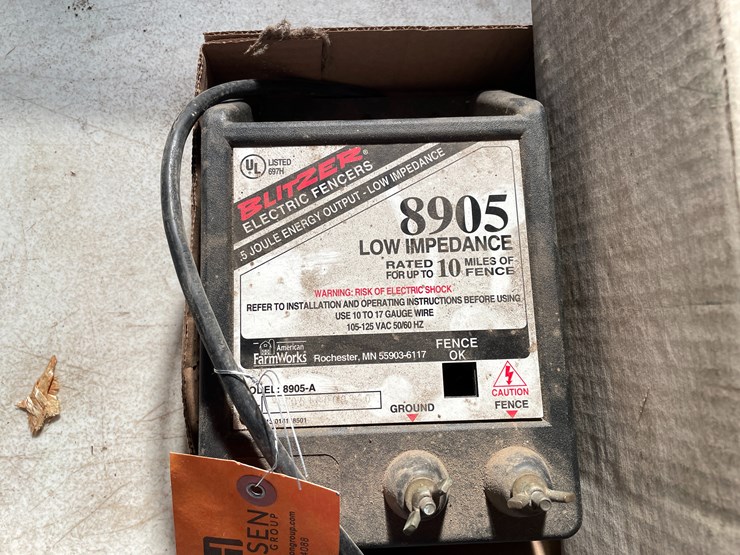 UL LISTED
697H
BLITZER®
ELECTRIC FENCERS
.5 JOULE ENERGY OUTPUT - LOW IMPEDANCE
8905
LOW IMPEDANCE
RATED FOR UP TO 10 MILES OF FENCE
WARNING: RISK OF ELECTRIC SHOCK
REFER TO INSTALLATION AND OPERATING INSTRUCTIONS BEFORE USING
USE 10 TO 17 GAUGE WIRE
105-125 VAC 50/60 HZ
American
FarmWorks Rochester, MN 55903-6117
FENCE
OK
: 8905-A
CAUTION
GROUND
FENCE
SEN
GROUP